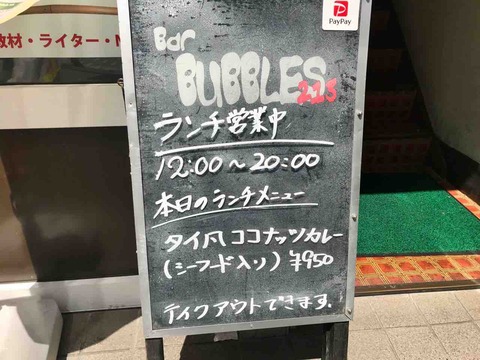 教材・ライター・
PayPay
Bar
BUBBLES
ランチ営業中
12:00～20:00
本日のランチメニュー
タイ风ココナッツカレー
(シーフード入り) ¥950
テイクアウトできます.